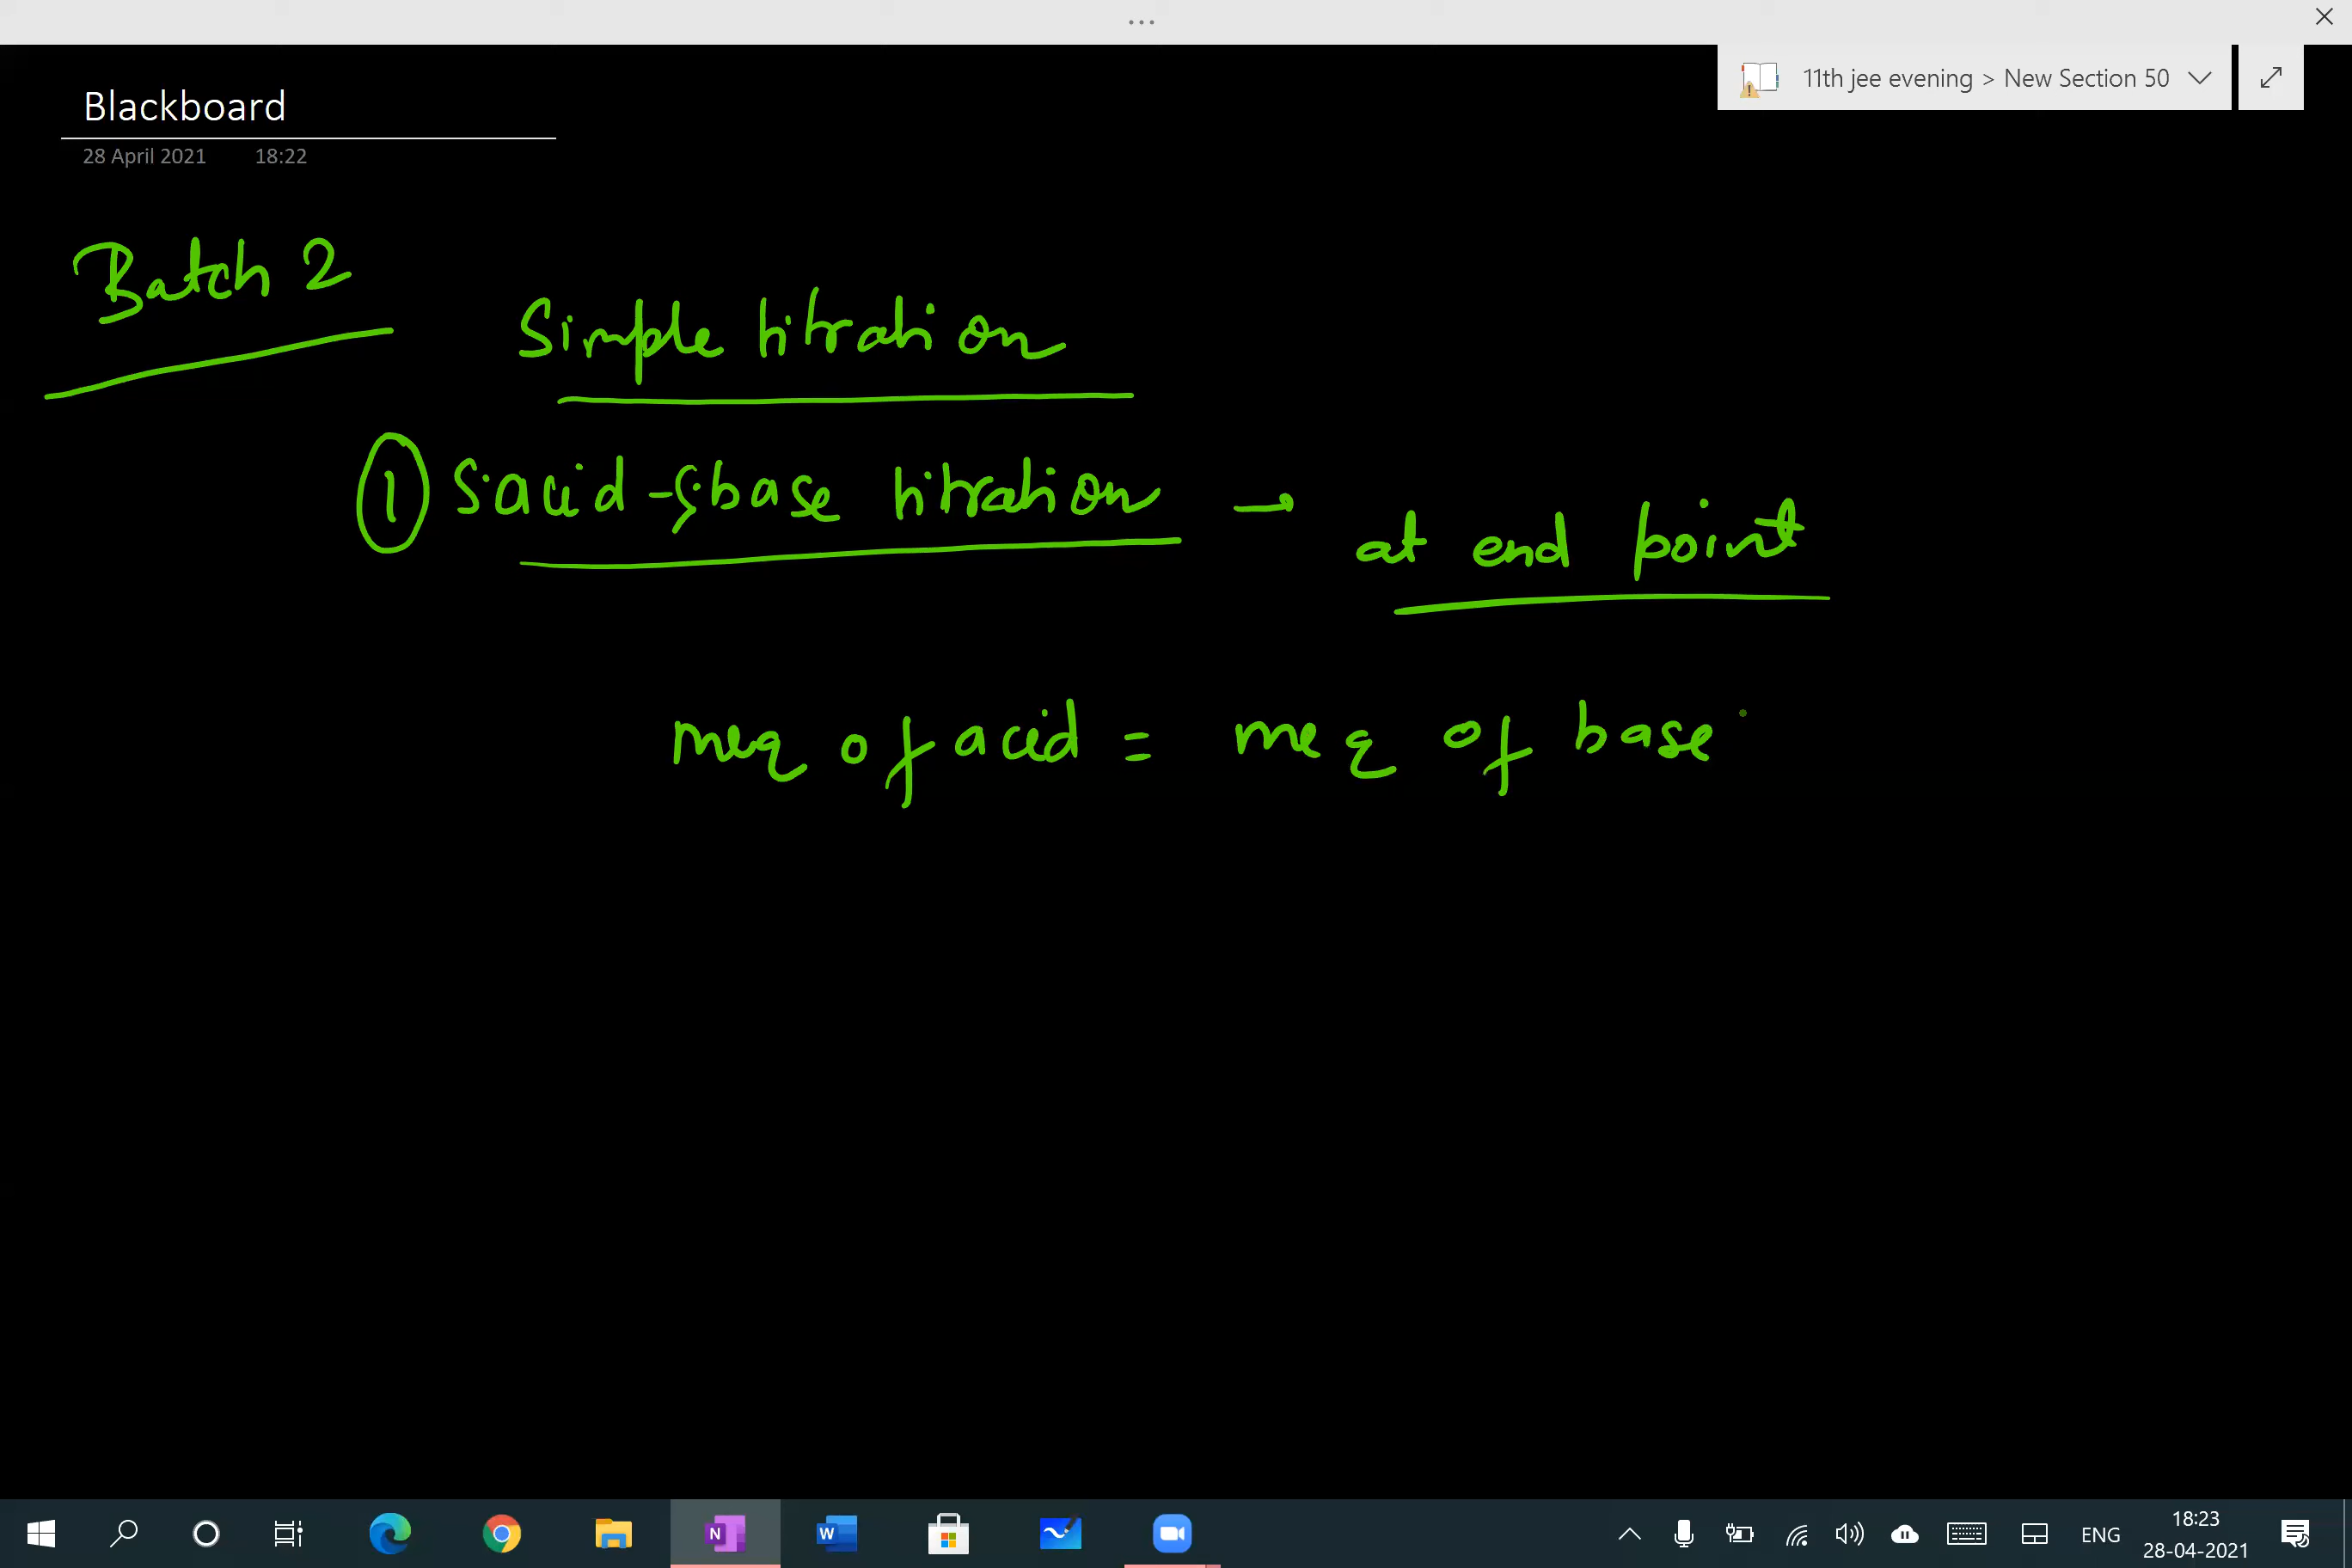 11th jee evening > New Section 50
Blackboard
28 April 2021 18:22
Batch 2
Simple titration
① S.acid-S.base titration → at end point
meq of acid = meq of base
ENG
18:23
28-04-2021